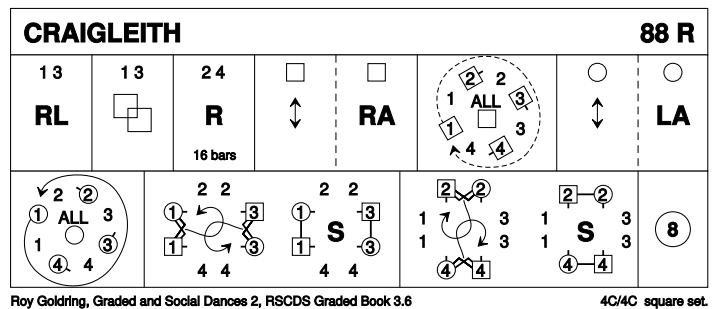 CRAIGLEITH 88 R
1 3 1 3 2 4
RL R RA LA
16 bars
2 2
1 ALL 3
1 3
4 4
2 2
1 ALL 3
1 3
4 4
2 2
1 3
1 3
4 4
2 2
1 3
S
1 3
4 4
2 2
1 3
1 3
4 4
2 2
1 3
S
1 3
4 4
8
Roy Goldring, Graded and Social Dances 2, RSCDS Graded Book 3.6 4C/4C square set.